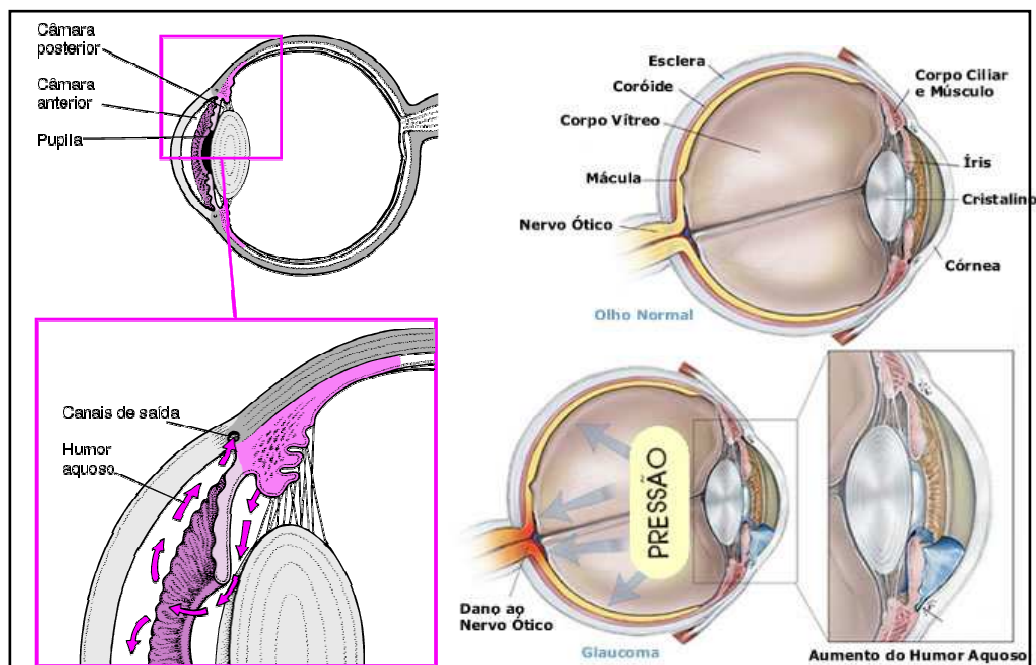 Câmara
posterior
Câmara
anterior
Pupila
Canais de saída
Humor
aquoso
Esclera
Coróide
Corpo Vítreo
Mácula
Nervo Ótico
Corpo Ciliar
e Músculo
Íris
Cristalino
Córnea
Olho Normal
PRESSÃO
Dano ao
Nervo Ótico
Glaucoma
Aumento do Humor Aquoso